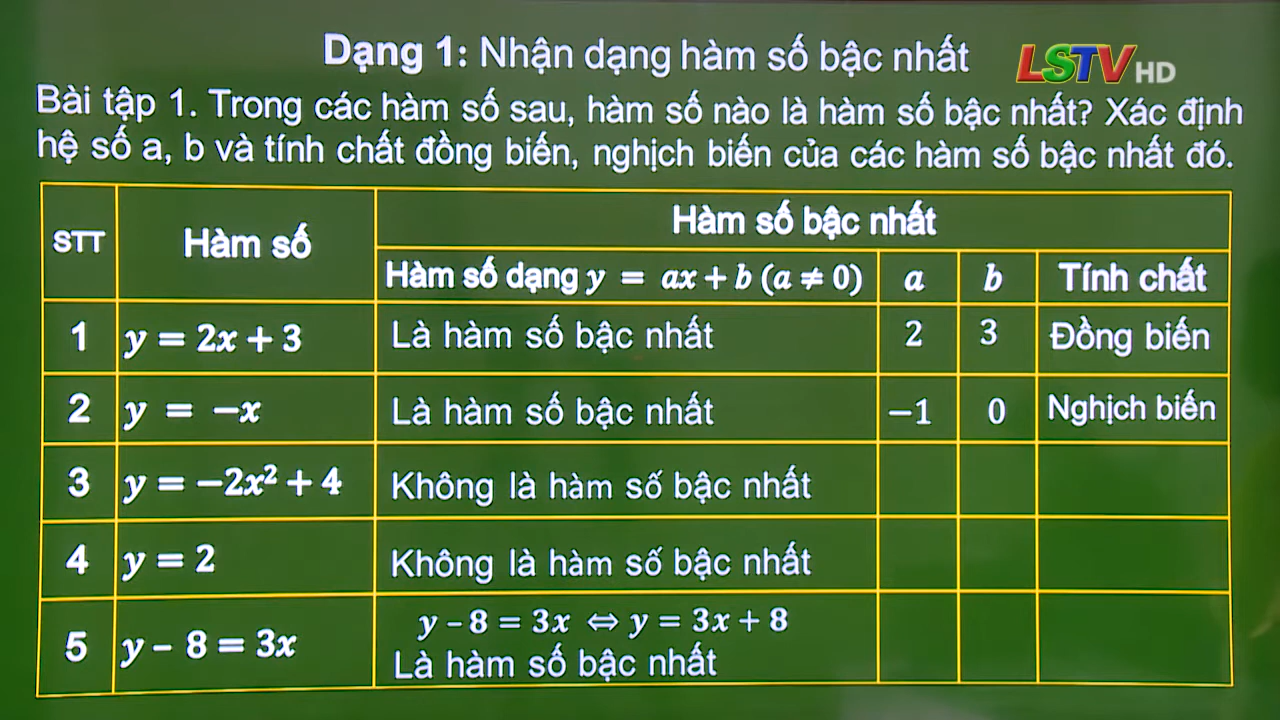 Dạng 1: Nhận dạng hàm số bậc nhất
LSTV HD
Bài tập 1. Trong các hàm số sau, hàm số nào là hàm số bậc nhất? Xác định
hệ số a, b và tính chất đồng biến, nghịch biến của các hàm số bậc nhất đó.
STT Hàm số Hàm số bậc nhất
Hàm số dạng y = ax + b (a ≠ 0) a b Tính chất
1 y = 2x + 3 Là hàm số bậc nhất 2 3 Đồng biến
2 y = −x Là hàm số bậc nhất −1 0 Nghịch biến
3 y = −2x² + 4 Không là hàm số bậc nhất
4 y = 2 Không là hàm số bậc nhất
5 y – 8 = 3x y – 8 = 3x ⇔ y = 3x + 8
Là hàm số bậc nhất